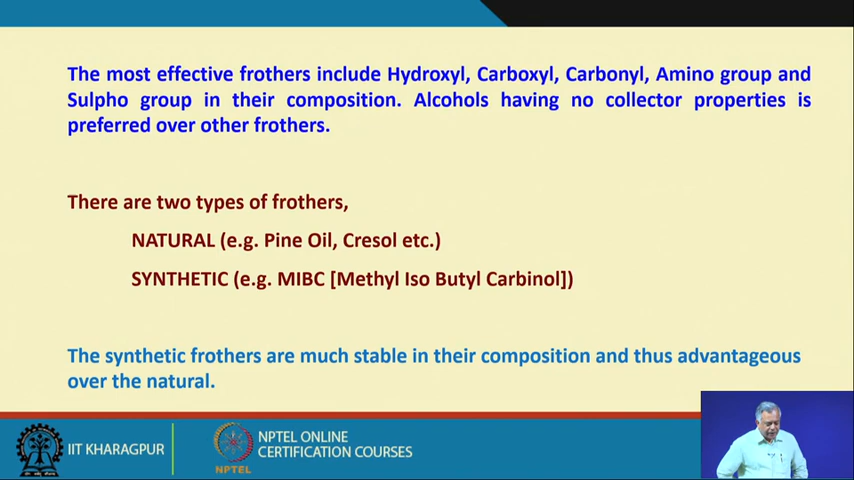 The most effective frothers include Hydroxyl, Carboxyl, Carbonyl, Amino group and
Sulpho group in their composition. Alcohols having no collector properties is
preferred over other frothers.
There are two types of frothers,
NATURAL (e.g. Pine Oil, Cresol etc.)
SYNTHETIC (e.g. MIBC [Methyl Iso Butyl Carbinol])
The synthetic frothers are much stable in their composition and thus advantageous
over the natural.
IIT KHARAGPUR
NPTEL
NPTEL ONLINE
CERTIFICATION COURSES